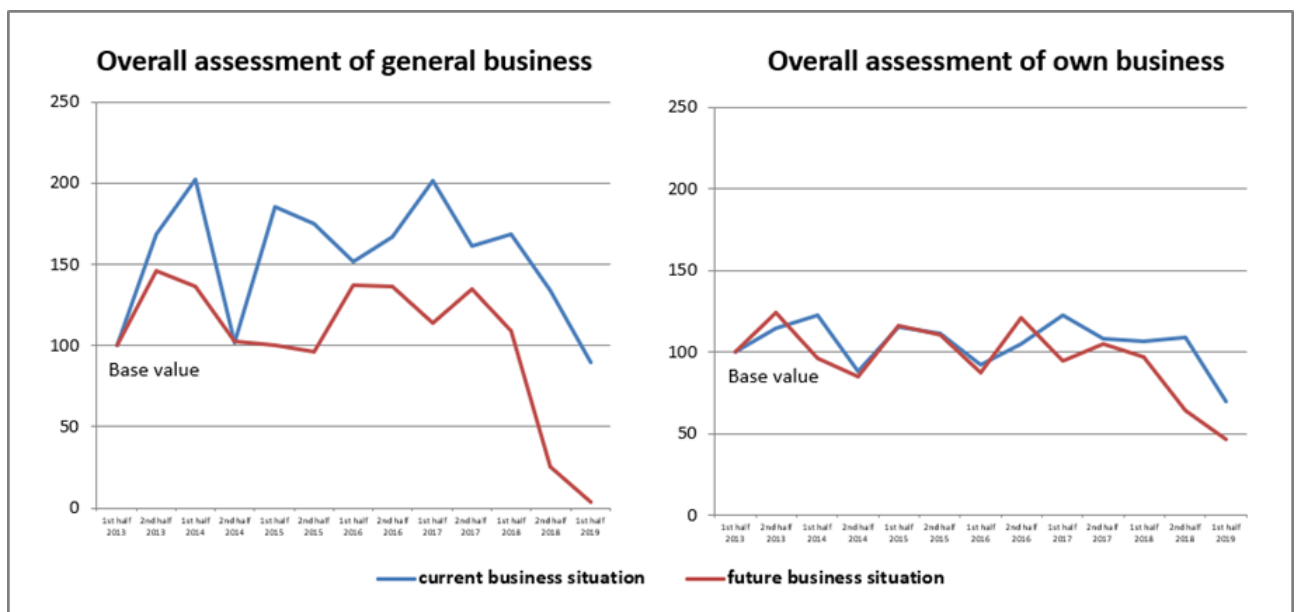 Overall assessment of general business
250
200
150
100
50
0
Base value
1st half 2013
2nd half 2013
1st half 2014
2nd half 2014
1st half 2015
2nd half 2015
1st half 2016
2nd half 2016
1st half 2017
2nd half 2017
1st half 2018
2nd half 2018
1st half 2019
Overall assessment of own business
250
200
150
100
50
0
Base value
1st half 2013
2nd half 2013
1st half 2014
2nd half 2014
1st half 2015
2nd half 2015
1st half 2016
2nd half 2016
1st half 2017
2nd half 2017
1st half 2018
2nd half 2018
1st half 2019
current business situation
future business situation